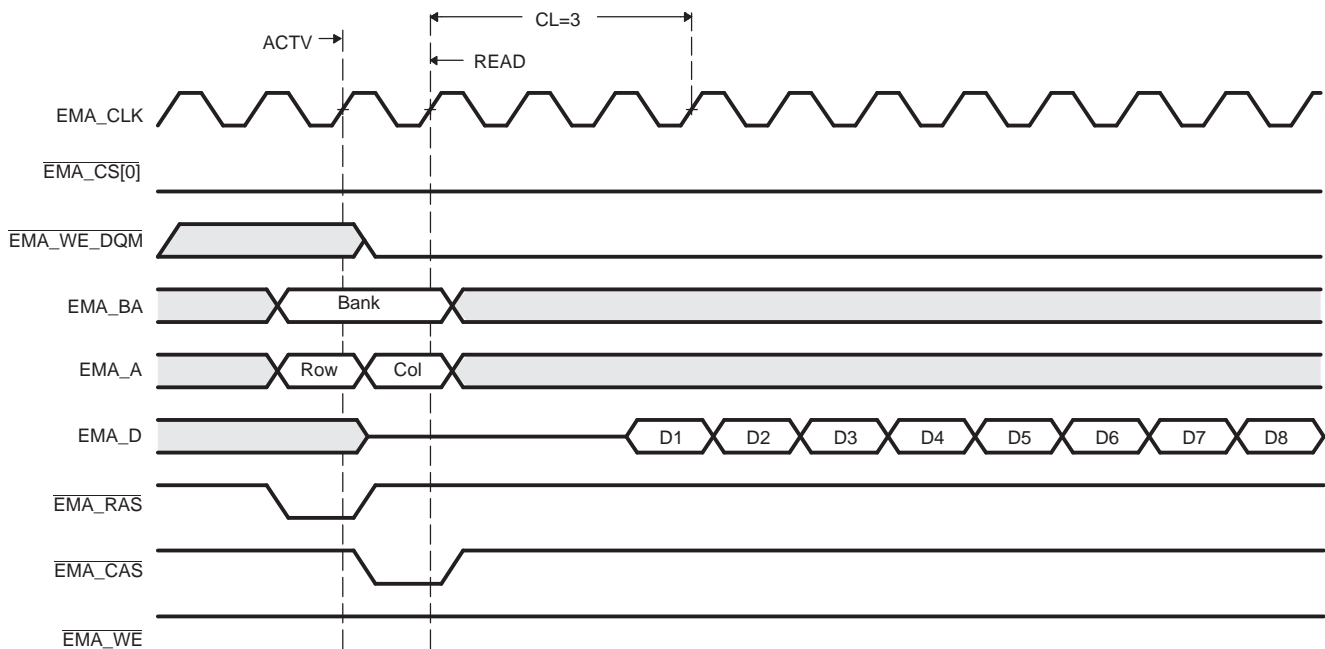 CL=3
ACTV
READ
EMA_CLK
EMA_CS[0]
EMA_WE_DQM
EMA_BA
Bank
EMA_A
Row Col
EMA_D
D1 D2 D3 D4 D5 D6 D7 D8
EMA_RAS
EMA_CAS
EMA_WE